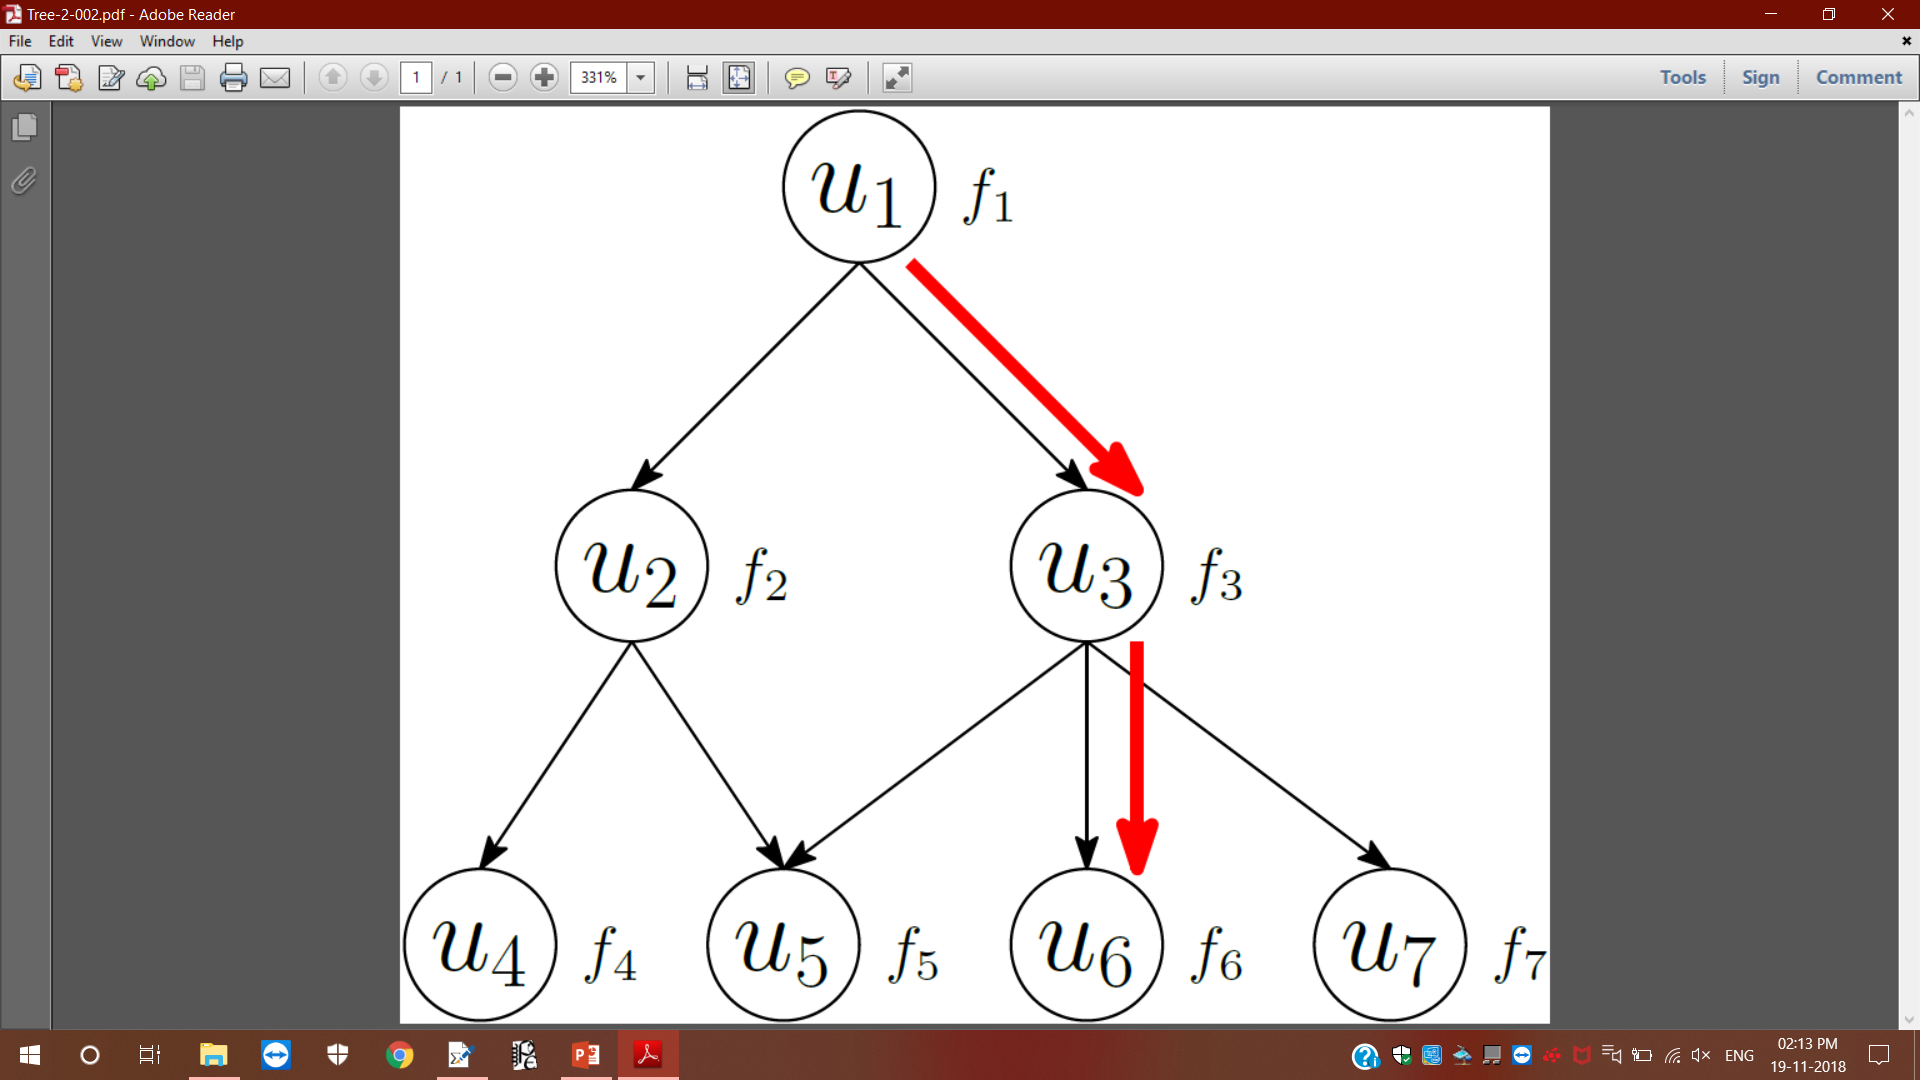 Tree-2-002.pdf - Adobe Reader
File Edit View Window Help
1 / 1 331% Tools Sign Comment
u1 f1
u2 f2 u3 f3
u4 f4 u5 f5 u6 f6 u7 f7
ENG 02:13 PM
19-11-2018